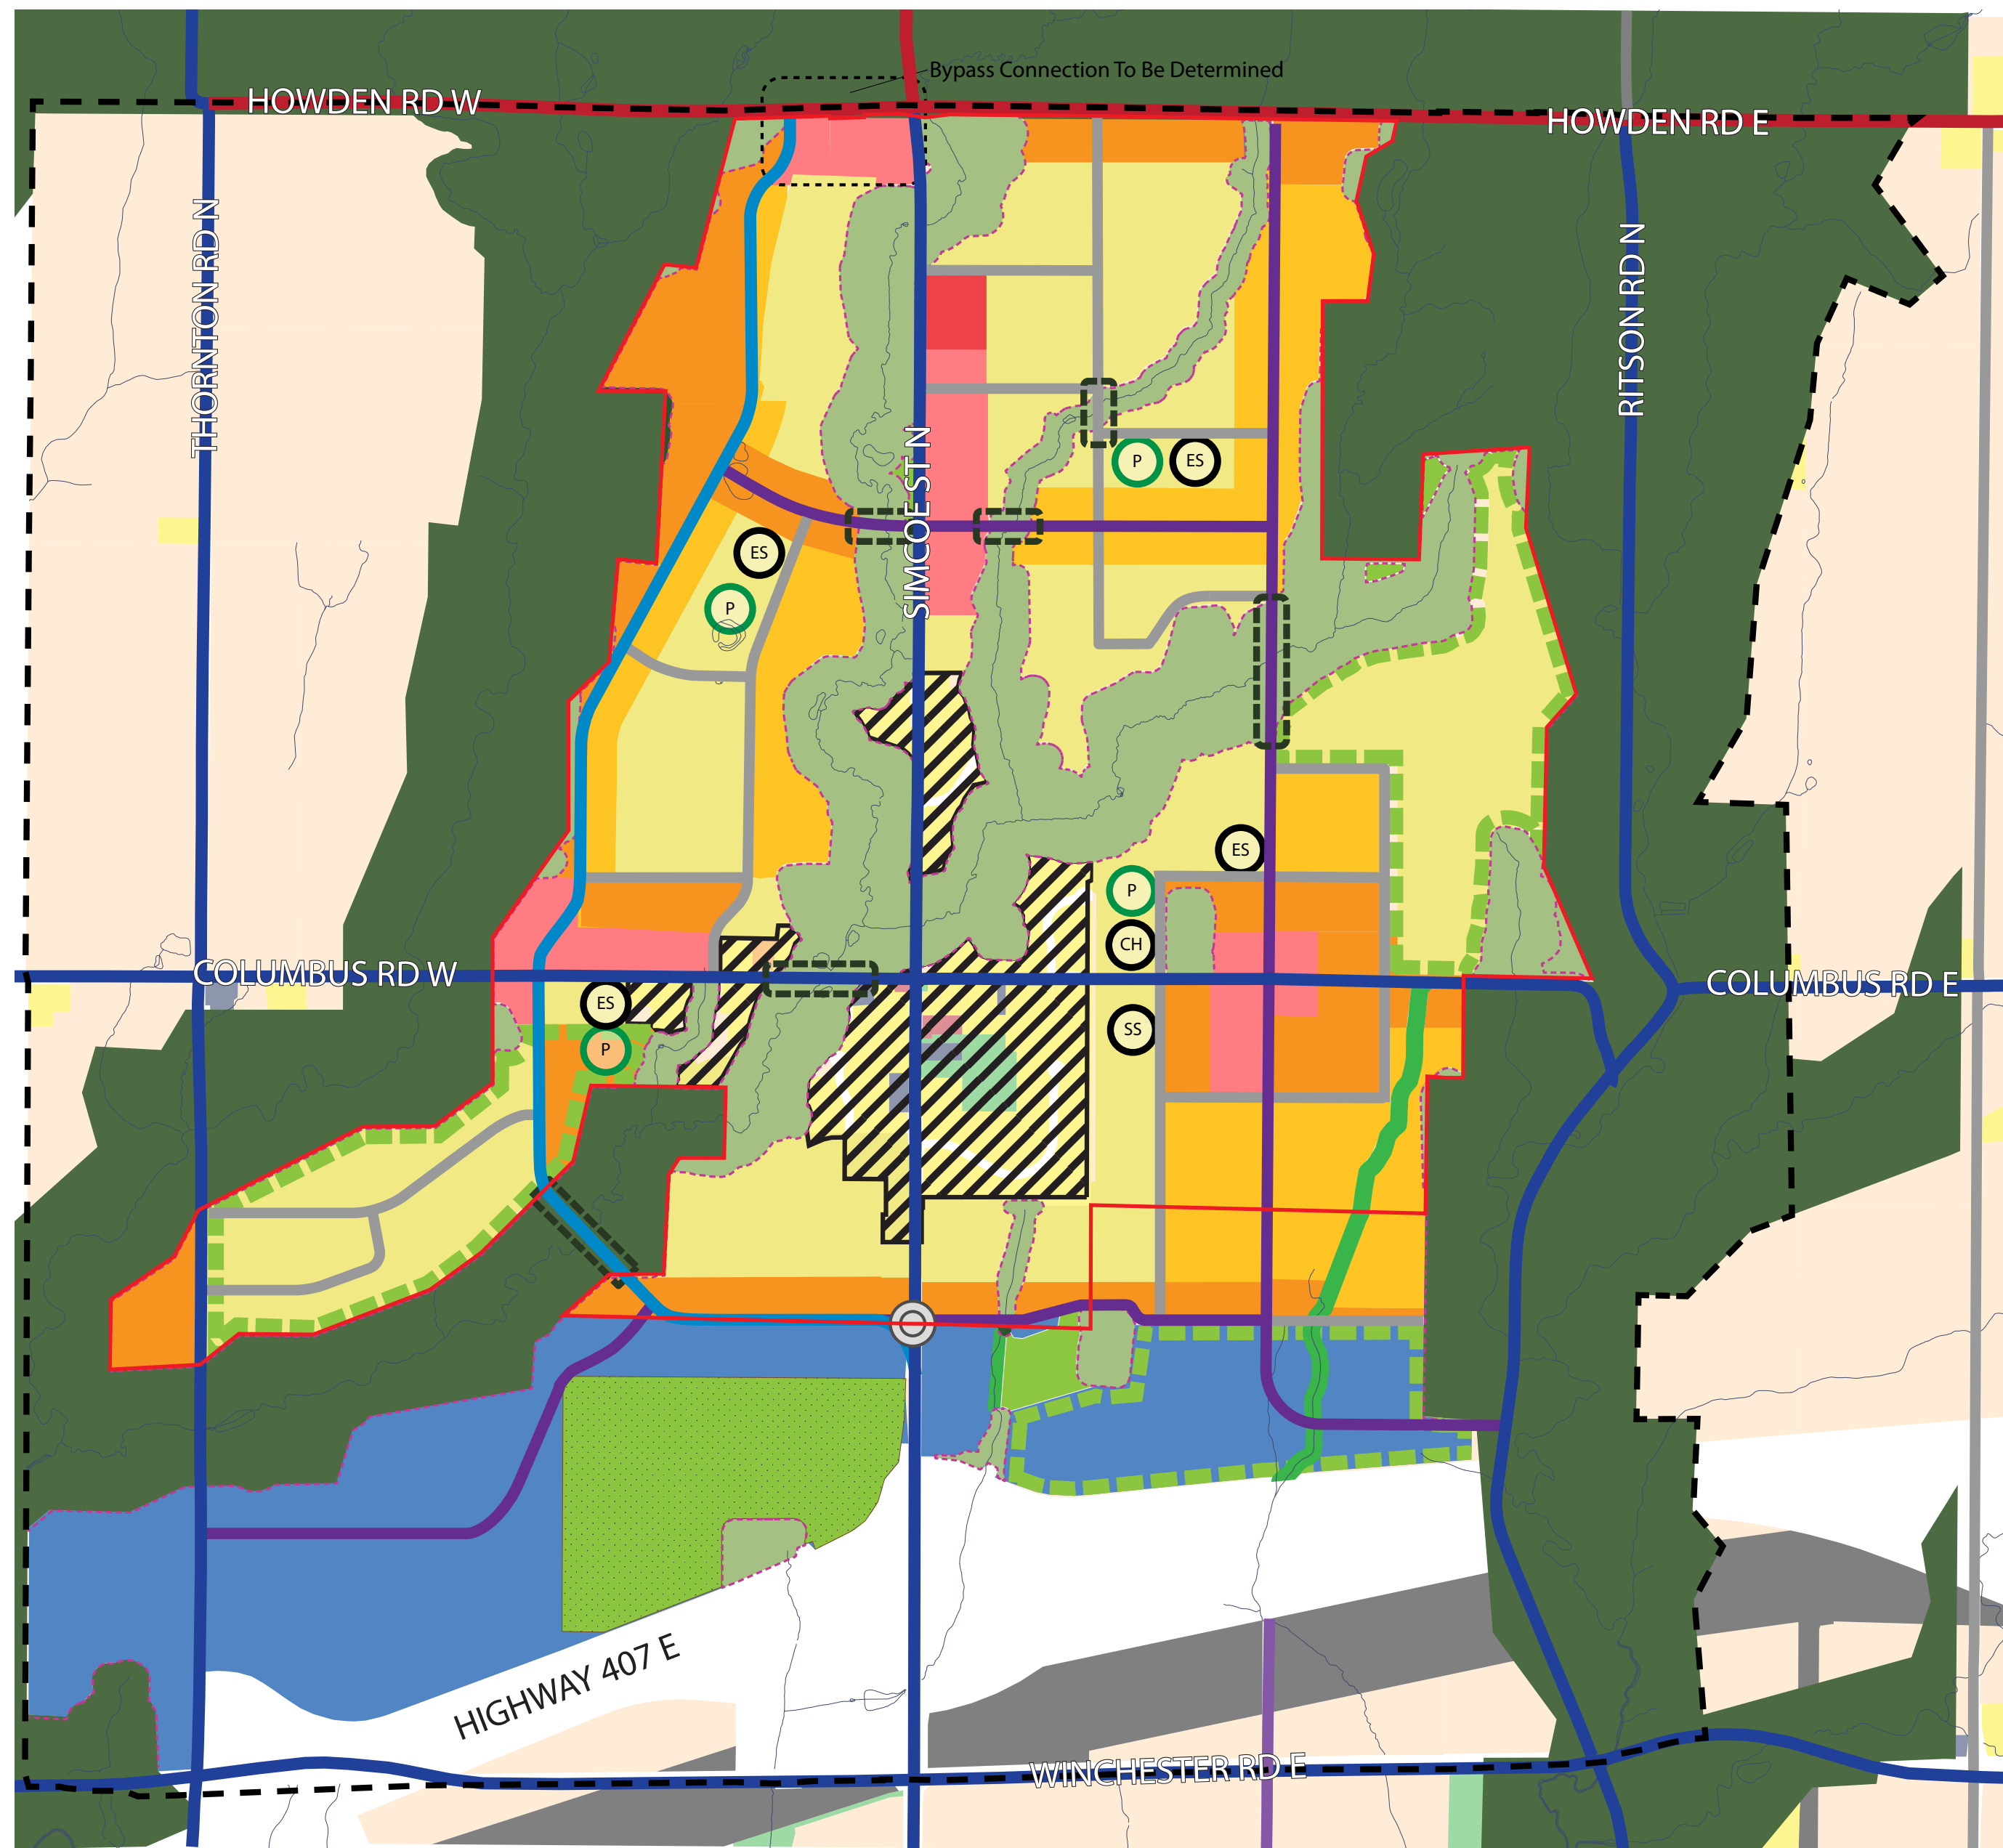 Bypass Connection To Be Determined
HOWDEN RD W
HOWDEN RD E
THORNTON RD N
RITSON RD N
SIMCOE ST N
P
ES
ES
P
ES
P
CH
COLUMBUS RD W
COLUMBUS RD E
ES
SS
P
HIGHWAY 407 E
WINCHESTER RD E